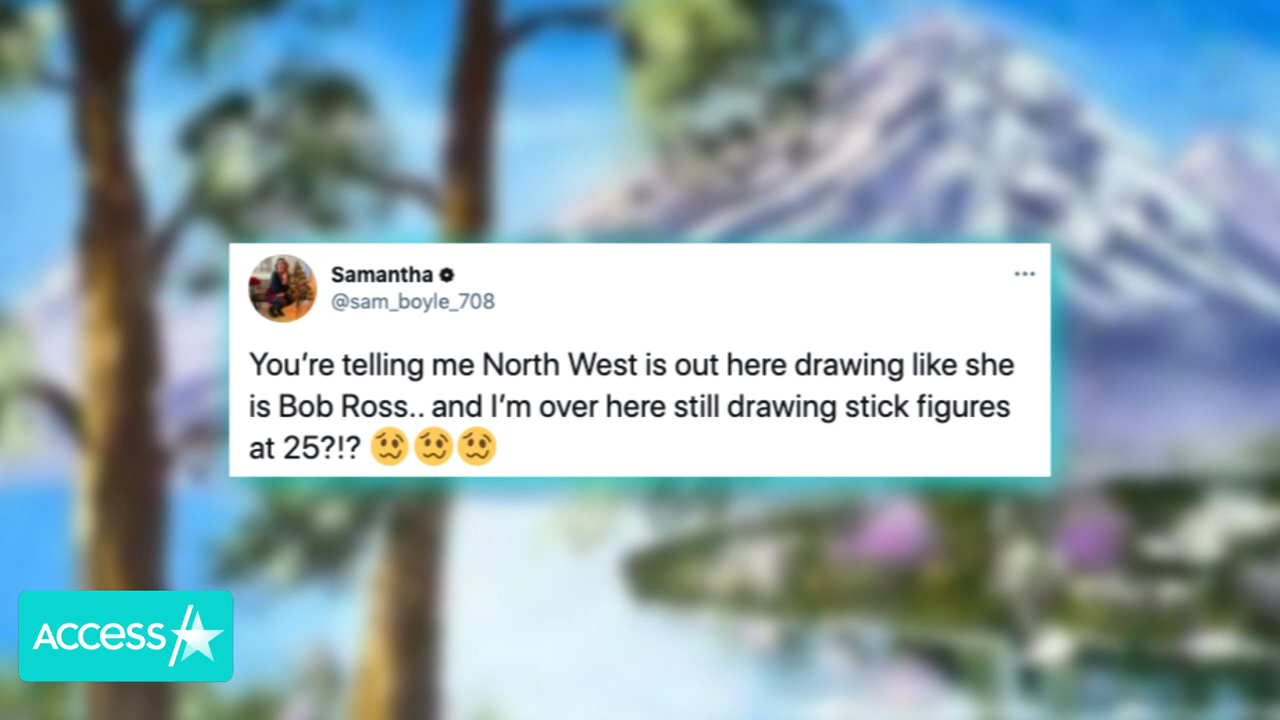 Samantha
@sam_boyle_708
You’re telling me North West is out here drawing like she
is Bob Ross.. and I’m over here still drawing stick figures
at 25?!? 🥴🥴🥴
ACCESS